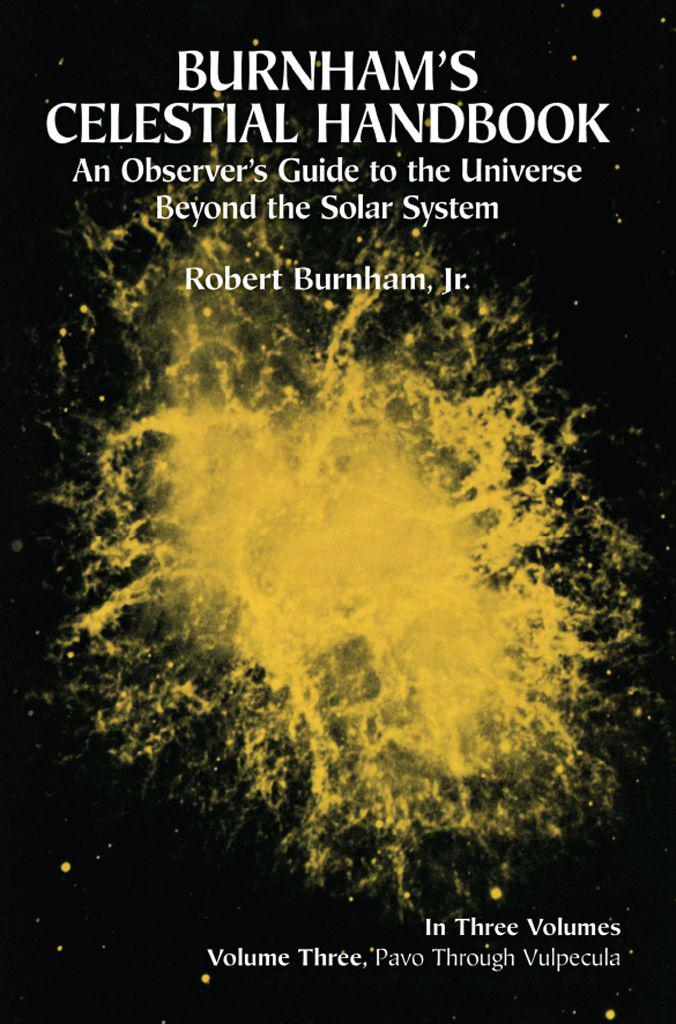 BURNHAM'S
CELESTIAL HANDBOOK
An Observer's Guide to the Universe
Beyond the Solar System
Robert Burnham, Jr.
In Three Volumes
Volume Three, Pavo Through Vulpecula